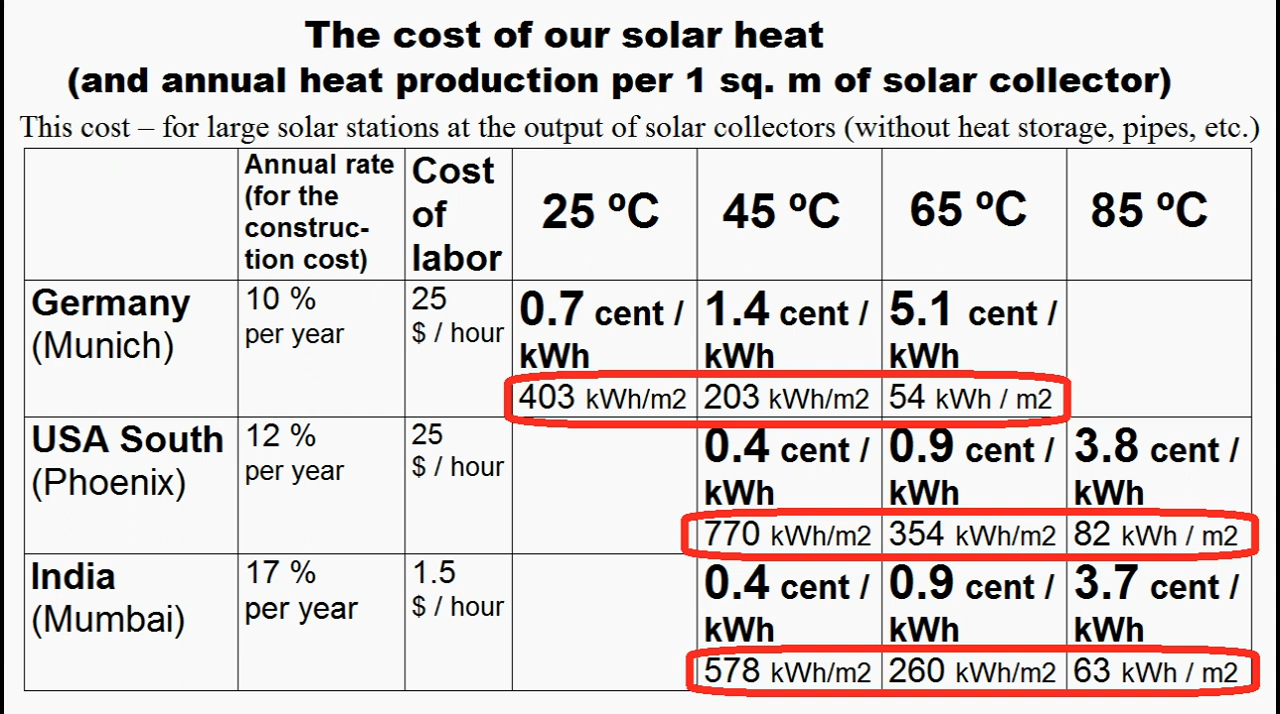 The cost of our solar heat
(and annual heat production per 1 sq. m of solar collector)
This cost – for large solar stations at the output of solar collectors (without heat storage, pipes, etc.)
Annual rate
(for the
construc-
tion cost)
Cost
of
labor
25 ºC
45 ºC
65 ºC
85 ºC
Germany
(Munich)
10 %
per year
25
$ / hour
0.7 cent /
kWh
403 kWh/m2
1.4 cent /
kWh
203 kWh/m2
5.1 cent /
kWh
54 kWh / m2
USA South
(Phoenix)
12 %
per year
25
$ / hour
0.4 cent /
kWh
770 kWh/m2
0.9 cent /
kWh
354 kWh/m2
3.8 cent /
kWh
82 kWh / m2
India
(Mumbai)
17 %
per year
1.5
$ / hour
0.4 cent /
kWh
578 kWh/m2
0.9 cent /
kWh
260 kWh/m2
3.7 cent /
kWh
63 kWh / m2